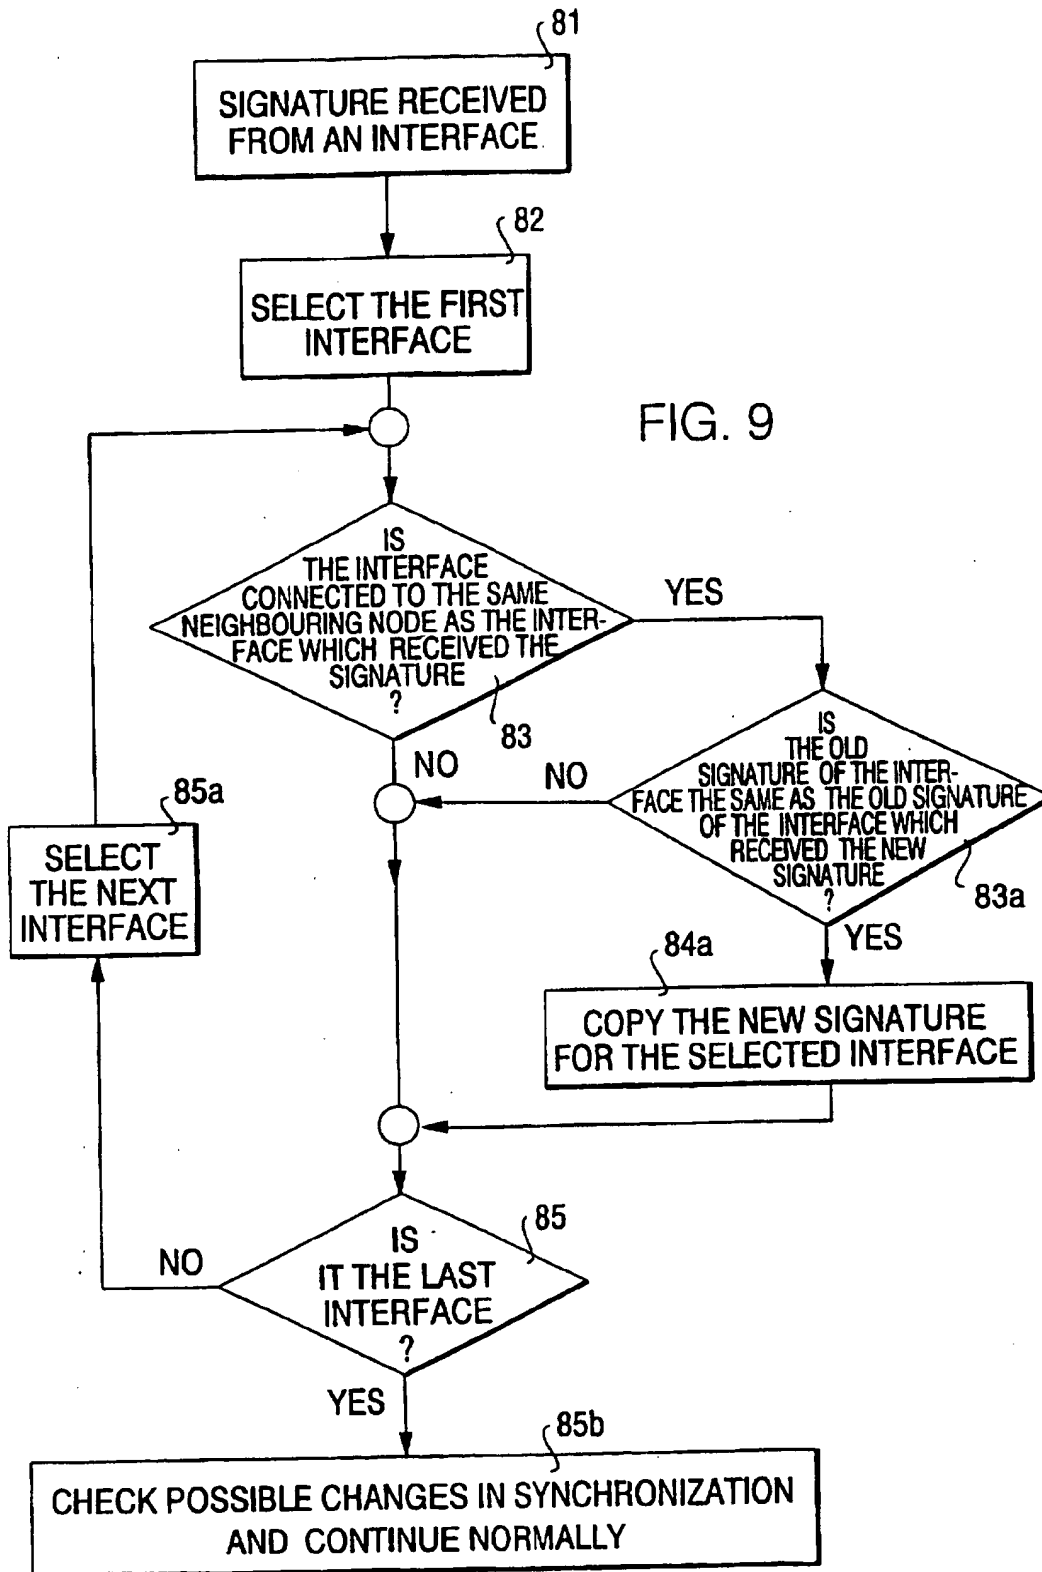 81
SIGNATURE RECEIVED
FROM AN INTERFACE
82
SELECT THE FIRST
INTERFACE
FIG. 9
IS
THE INTERFACE
CONNECTED TO THE SAME
NEIGHBOURING NODE AS THE INTER-
FACE WHICH RECEIVED THE
SIGNATURE
?
YES
83
NO
IS
THE OLD
SIGNATURE OF THE INTER-
FACE THE SAME AS THE OLD SIGNATURE
OF THE INTERFACE WHICH
RECEIVED THE NEW
SIGNATURE
?
NO
83a
YES
85a
SELECT
THE NEXT
INTERFACE
84a
COPY THE NEW SIGNATURE
FOR THE SELECTED INTERFACE
85
IS
IT THE LAST
INTERFACE
?
NO
YES
85b
CHECK POSSIBLE CHANGES IN SYNCHRONIZATION
AND CONTINUE NORMALLY